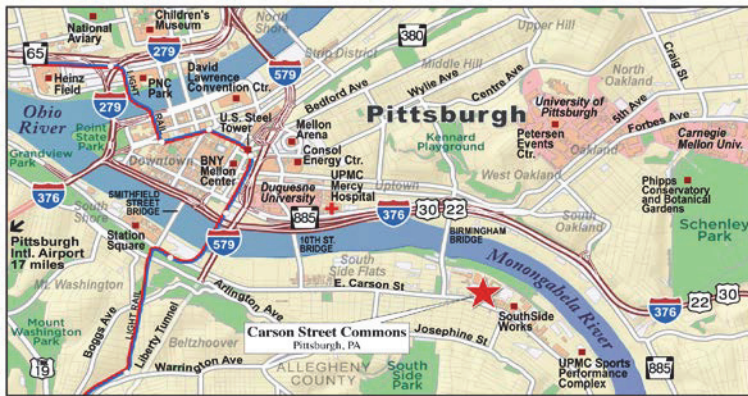 National
Aviary
Children's
Museum
North
Shore
Strip District
380
Upper Hill
Craig St
65
279
PNC
Park
David
Lawrence
Convention Ctr.
579
Middle Hill
Wylie Ave
Bedford Ave
Centre Ave
North
Oakland
Heinz
Field
LIGHT
RAIL
279
U.S. Steel
Tower
Mellon
Arena
Pittsburgh
University of
Pittsburgh
5th Ave
Forbes Ave
Ohio
River
Point
State
Park
Consol
Energy Ctr.
Kennard
Playground
Petersen
Events
Ctr.
Oakland
Carnegie
Mellon Univ.
Grandview
Park
Downtown
BNY
Mellon
Center
UPMC
Mercy
Hospital
Uptown
West Oakland
Phipps
Conservatory
and Botanical
Gardens
376
South
Shore
SMITHFIELD
STREET
BRIDGE
Duquesne
University
885
376
30
22
South
Oakland
Schenley
Park
Pittsburgh
Intl. Airport
17 miles
Station
Square
579
10TH ST.
BRIDGE
BIRMINGHAM
BRIDGE
Monongahela River
Mt. Washington
South
Side Flats
E. Carson St
Arlington Ave
376
22
30
Mount
Washington
Park
Boggs Ave
LIGHT RAIL
Liberty Tunnel
Carson Street Commons
Pittsburgh, PA
SouthSide
Works
Josephine St
19
Beltzhoover
Warrington Ave
ALLEGHENY
COUNTY
South
Side
Park
UPMC Sports
Performance
Complex
885